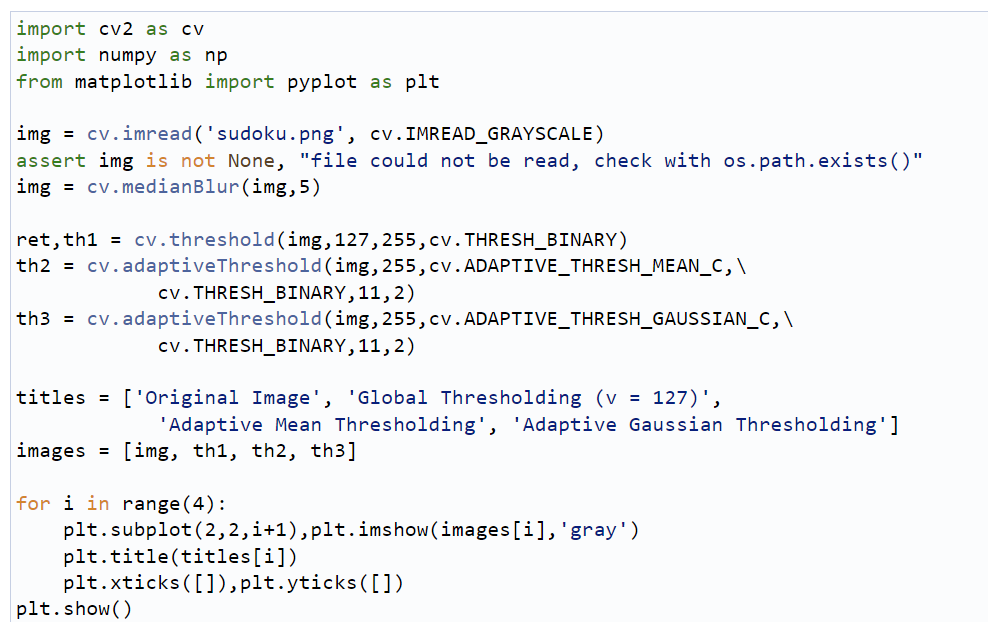 import cv2 as cv
import numpy as np
from matplotlib import pyplot as plt

img = cv.imread('sudoku.png', cv.IMREAD_GRAYSCALE)
assert img is not None, "file could not be read, check with os.path.exists()"
img = cv.medianBlur(img,5)

ret,th1 = cv.threshold(img,127,255,cv.THRESH_BINARY)
th2 = cv.adaptiveThreshold(img,255,cv.ADAPTIVE_THRESH_MEAN_C,\
            cv.THRESH_BINARY,11,2)
th3 = cv.adaptiveThreshold(img,255,cv.ADAPTIVE_THRESH_GAUSSIAN_C,\
            cv.THRESH_BINARY,11,2)

titles = ['Original Image', 'Global Thresholding (v = 127)',
            'Adaptive Mean Thresholding', 'Adaptive Gaussian Thresholding']
images = [img, th1, th2, th3]

for i in range(4):
    plt.subplot(2,2,i+1),plt.imshow(images[i],'gray')
    plt.title(titles[i])
    plt.xticks([]),plt.yticks([])
plt.show()